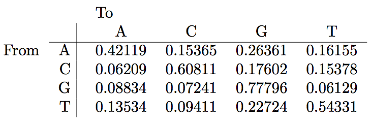 To
A C G T
From A 0.42119 0.15365 0.26361 0.16155
C 0.06209 0.60811 0.17602 0.15378
G 0.08834 0.07241 0.77796 0.06129
T 0.13534 0.09411 0.22724 0.54331